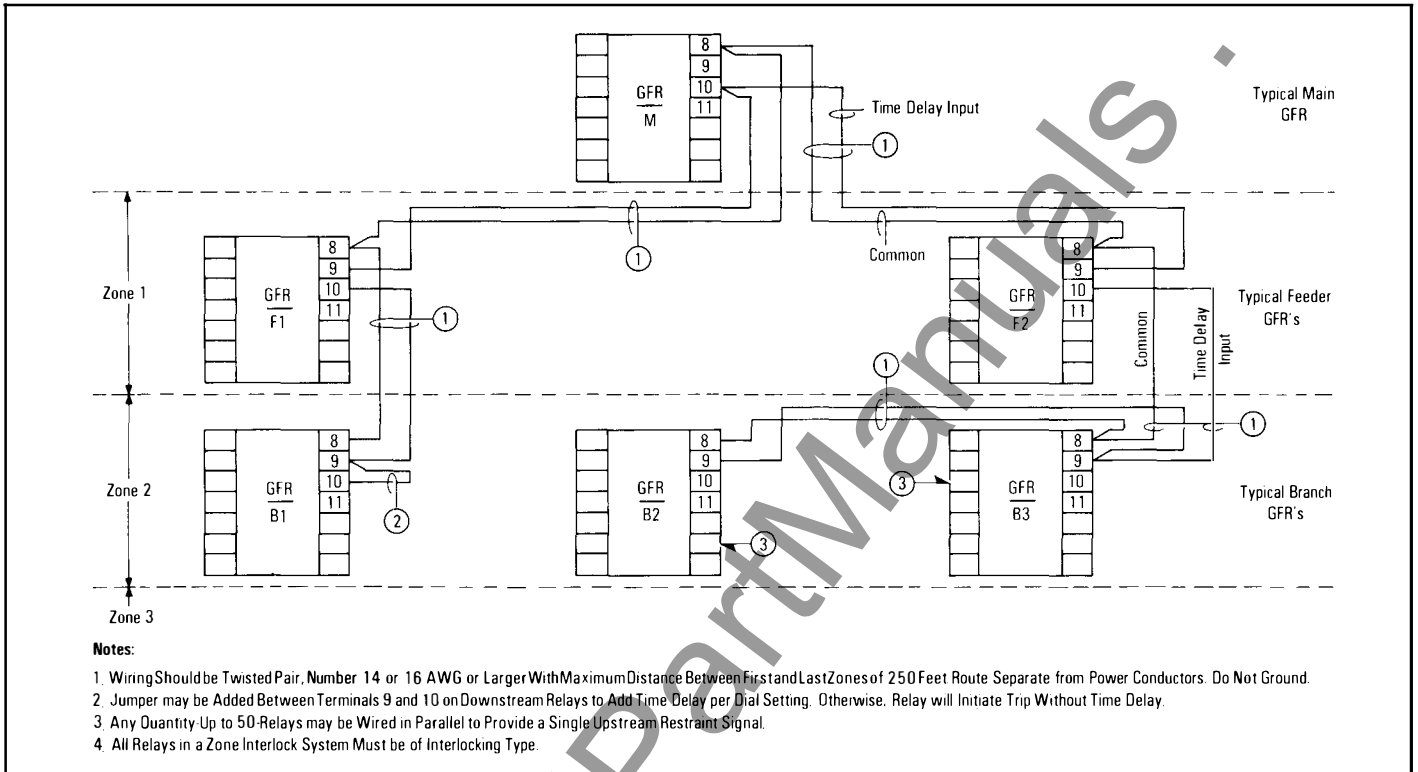 8
9
10
11
GFR
M
Time Delay Input
1
Typical Main
GFR
1
Common
Zone 1
8
9
10
11
GFR
F1
1
8
9
10
11
GFR
F2
Common
Time Delay
Input
Typical Feeder
GFR's
1
1
Zone 2
8
9
10
11
GFR
B1
2
8
9
10
11
GFR
B2
3
3
8
9
10
11
GFR
B3
Typical Branch
GFR's
Zone 3
Notes:
1. Wiring Should be Twisted Pair, Number 14 or 16 AWG or Larger With Maximum Distance Between First and Last Zones of 250 Feet Route Separate from Power Conductors. Do Not Ground.
2. Jumper may be Added Between Terminals 9 and 10 on Downstream Relays to Add Time Delay per Dial Setting. Otherwise, Relay will Initiate Trip Without Time Delay.
3. Any Quantity-Up to 50-Relays may be Wired in Parallel to Provide a Single Upstream Restraint Signal.
4. All Relays in a Zone Interlock System Must be of Interlocking Type.
PartManuals .